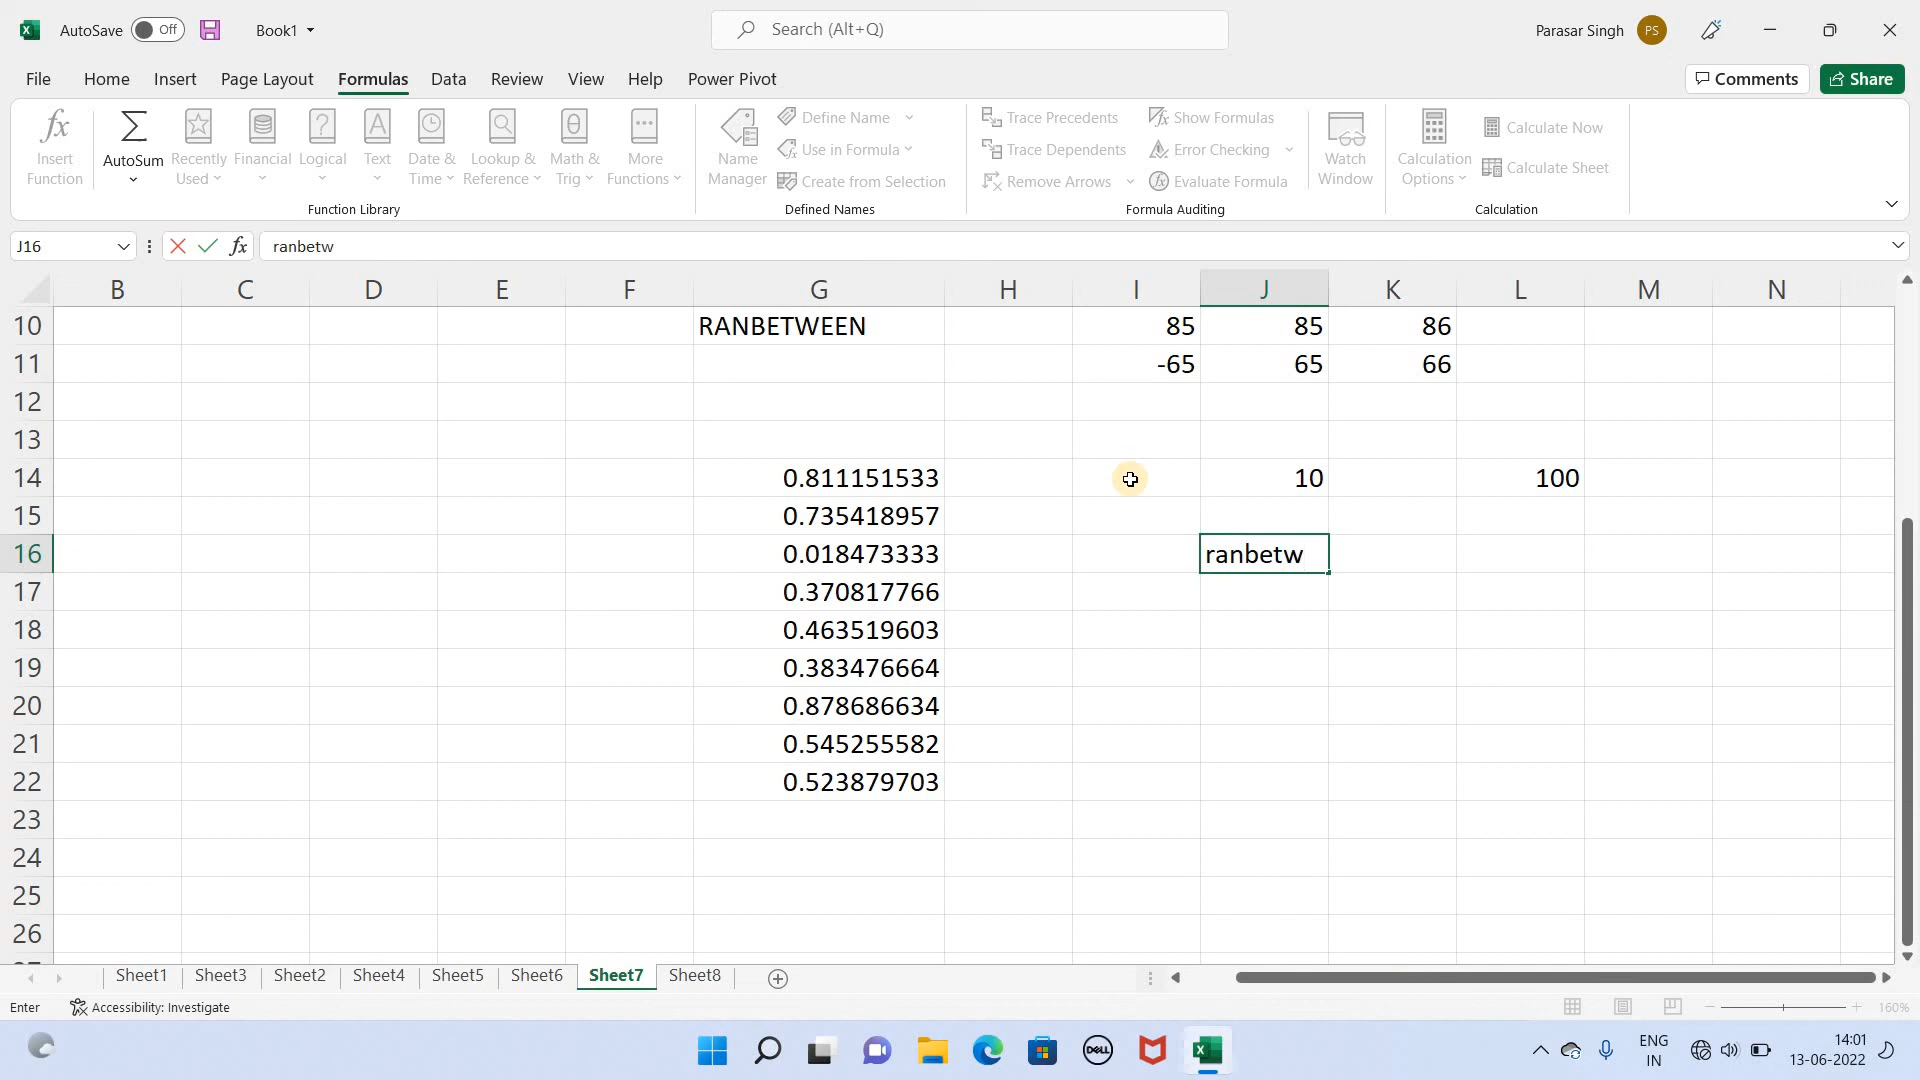 AutoSave Off Book1 Search (Alt+Q) Parasar Singh PS
File Home Insert Page Layout Formulas Data Review View Help Power Pivot Comments Share
Insert Function
AutoSum
Recently Used
Financial
Logical
Text
Date & Time
Lookup & Reference
Math & Trig
More Functions
Function Library
Name Manager
Define Name
Use in Formula
Create from Selection
Defined Names
Trace Precedents
Trace Dependents
Remove Arrows
Show Formulas
Error Checking
Evaluate Formula
Formula Auditing
Watch Window
Calculation Options
Calculate Now
Calculate Sheet
Calculation
J16 fx ranbetw
B C D E F G H I J K L M N
10 RANBETWEEN 85 85 86
11 -65 65 66
12
13
14 0.811151533 10 100
15 0.735418957
16 0.018473333 ranbetw
17 0.370817766
18 0.463519603
19 0.383476664
20 0.878686634
21 0.545255582
22 0.523879703
23
24
25
26
Sheet1 Sheet3 Sheet2 Sheet4 Sheet5 Sheet6 Sheet7 Sheet8
Enter Accessibility: Investigate 160%
DELL
ENG IN
14:01
13-06-2022